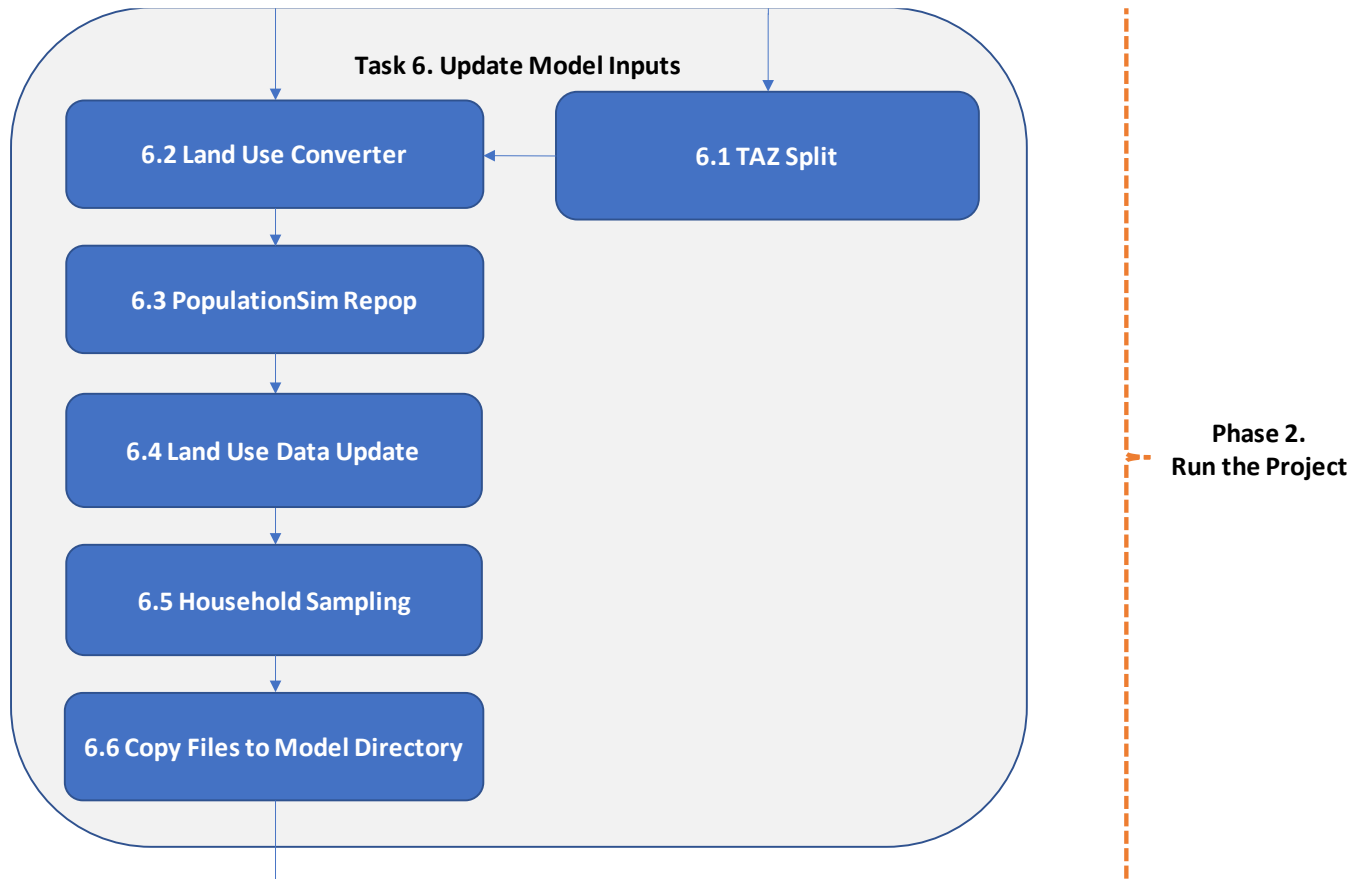 Task 6. Update Model Inputs
6.2 Land Use Converter
6.1 TAZ Split
6.3 PopulationSim Repop
6.4 Land Use Data Update
6.5 Household Sampling
6.6 Copy Files to Model Directory
Phase 2.
Run the Project